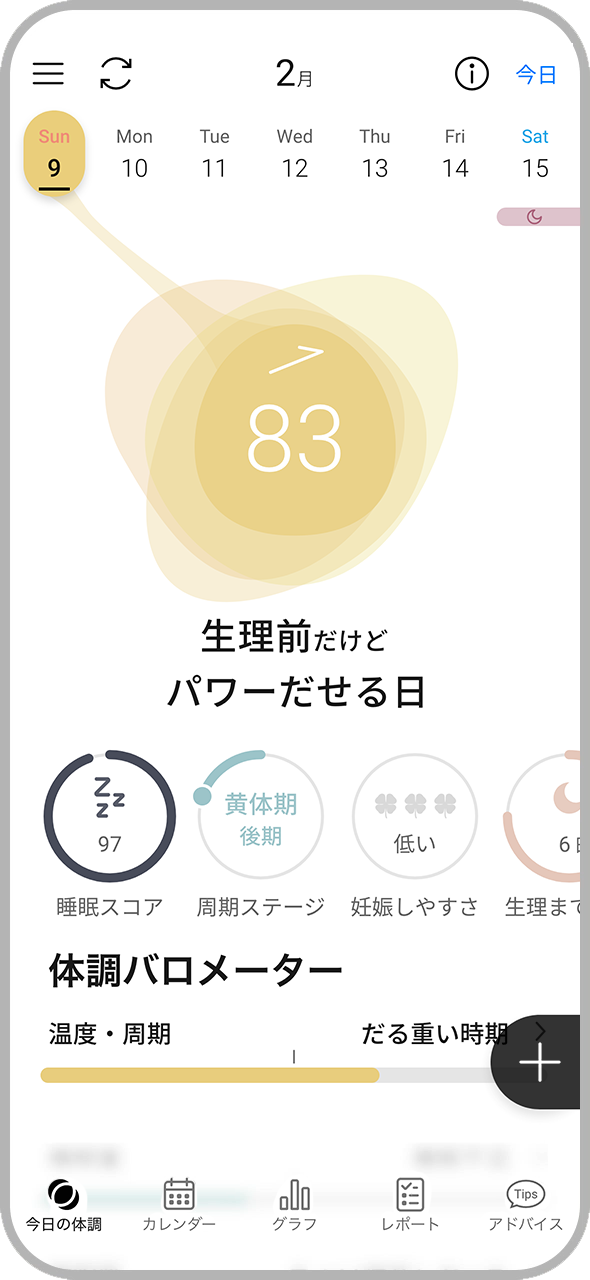 2月
今日
Sun Mon Tue Wed Thu Fri Sat
9 10 11 12 13 14 15
83
生理前だけど
パワーだせる日
97
黄体期
後期
低い
6
睡眠スコア 周期ステージ 妊娠しやすさ 生理まで
体調バロメーター
温度・周期 だる重い時期
Tips
今日の体調 カレンダー グラフ レポート アドバイス